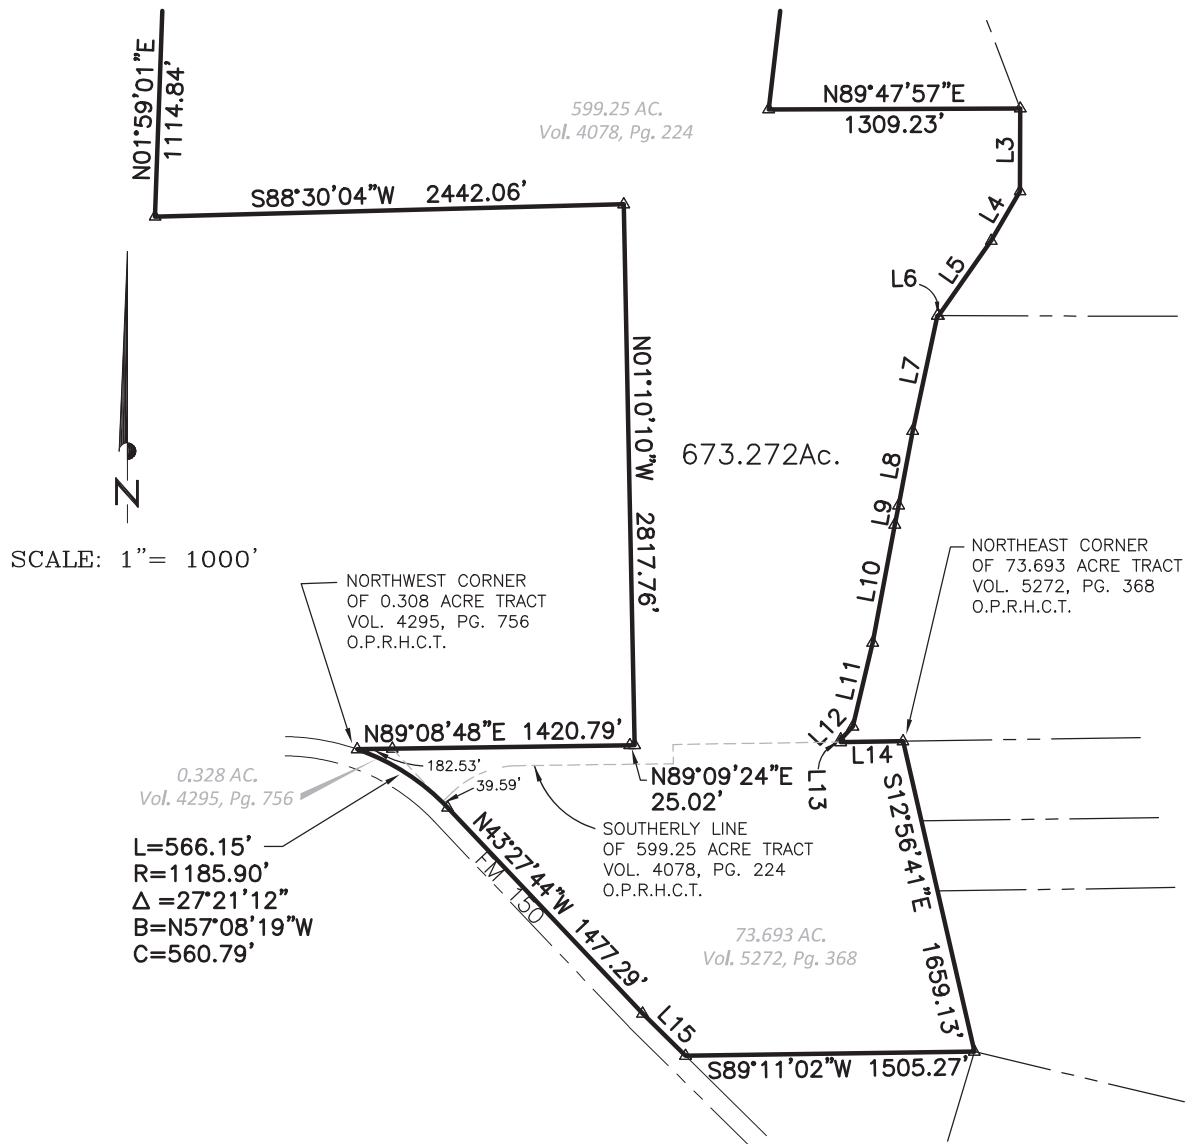 N01°59'01"E
1114.84'
599.25 AC.
Vol. 4078, Pg. 224
N89°47'57"E
1309.23'
L3
S88°30'04"W 2442.06'
L4
L5
L6
N01°10'10"W 2817.76'
L7
673.272Ac.
L8
N
L9
SCALE: 1"= 1000'
NORTHWEST CORNER
OF 0.308 ACRE TRACT
VOL. 4295, PG. 756
O.P.R.H.C.T.
L10
NORTHEAST CORNER
OF 73.693 ACRE TRACT
VOL. 5272, PG. 368
O.P.R.H.C.T.
L11
N89°08'48"E 1420.79'
L12
L14
L13
182.53'
39.59'
N89°09'24"E
25.02'
0.328 AC.
Vol. 4295, Pg. 756
S12°56'41"E 1659.13'
SOUTHERLY LINE
OF 599.25 ACRE TRACT
VOL. 4078, PG. 224
O.P.R.H.C.T.
L=566.15'
R=1185.90'
Δ =27°21'12"
B=N57°08'19"W
C=560.79'
N43°27'44"W 1477.29'
FM 150
73.693 AC.
Vol. 5272, Pg. 368
L15
S89°11'02"W 1505.27'